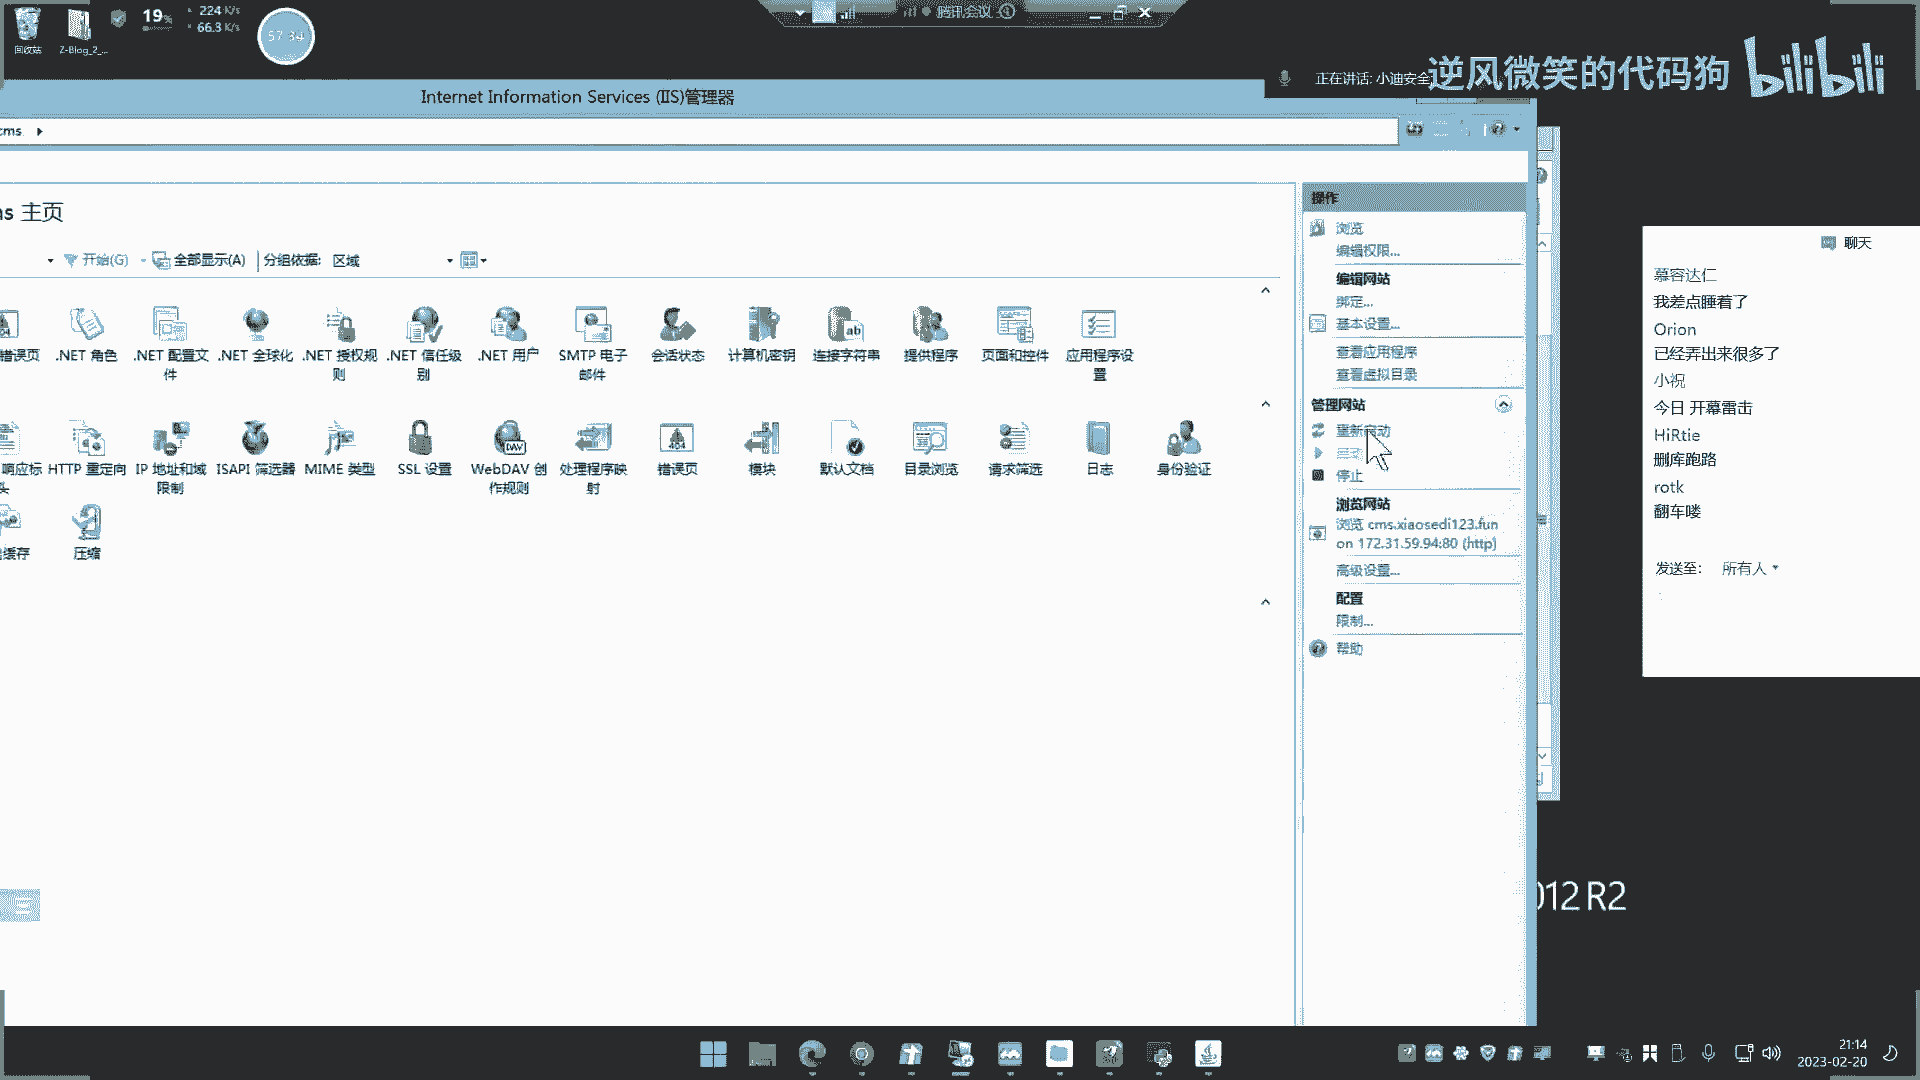 19%
224 K/s
66.3 K/s
57:34
回收站
Z-Blog_2_...
腾讯会议
正在讲话: 小迪安全
逆风微笑的代码狗
bilibili
Internet Information Services (IIS)管理器
cms
主页
开始(G)
全部显示(A)
分组依据:
区域
错误页
.NET 角色
.NET 配置文件
.NET 全球化
.NET 授权规则
.NET 信任级别
.NET 用户
SMTP 电子邮件
会话状态
计算机密钥
连接字符串
提供程序
页面和控件
应用程序设置
响应标头
HTTP 重定向
IP 地址和域限制
ISAPI 筛选器
MIME 类型
SSL 设置
WebDAV 创作规则
处理程序映射
错误页
模块
默认文档
目录浏览
请求筛选
日志
身份验证
缓存
压缩
操作
浏览
编辑权限...
编辑网站
绑定...
基本设置...
查看应用程序
查看虚拟目录
管理网站
重新启动
停止
浏览网站
浏览 cms.xiaosedi123.fun
on 172.31.59.94:80 (http)
高级设置...
配置
限制...
帮助
聊天
慕容达仁
我差点睡着了
Orion
已经弄出来很多了
小祝
今日 开幕雷击
HiRtie
删库跑路
rotk
翻车喽
发送至:
所有人
012 R2
21:14
2023-02-20